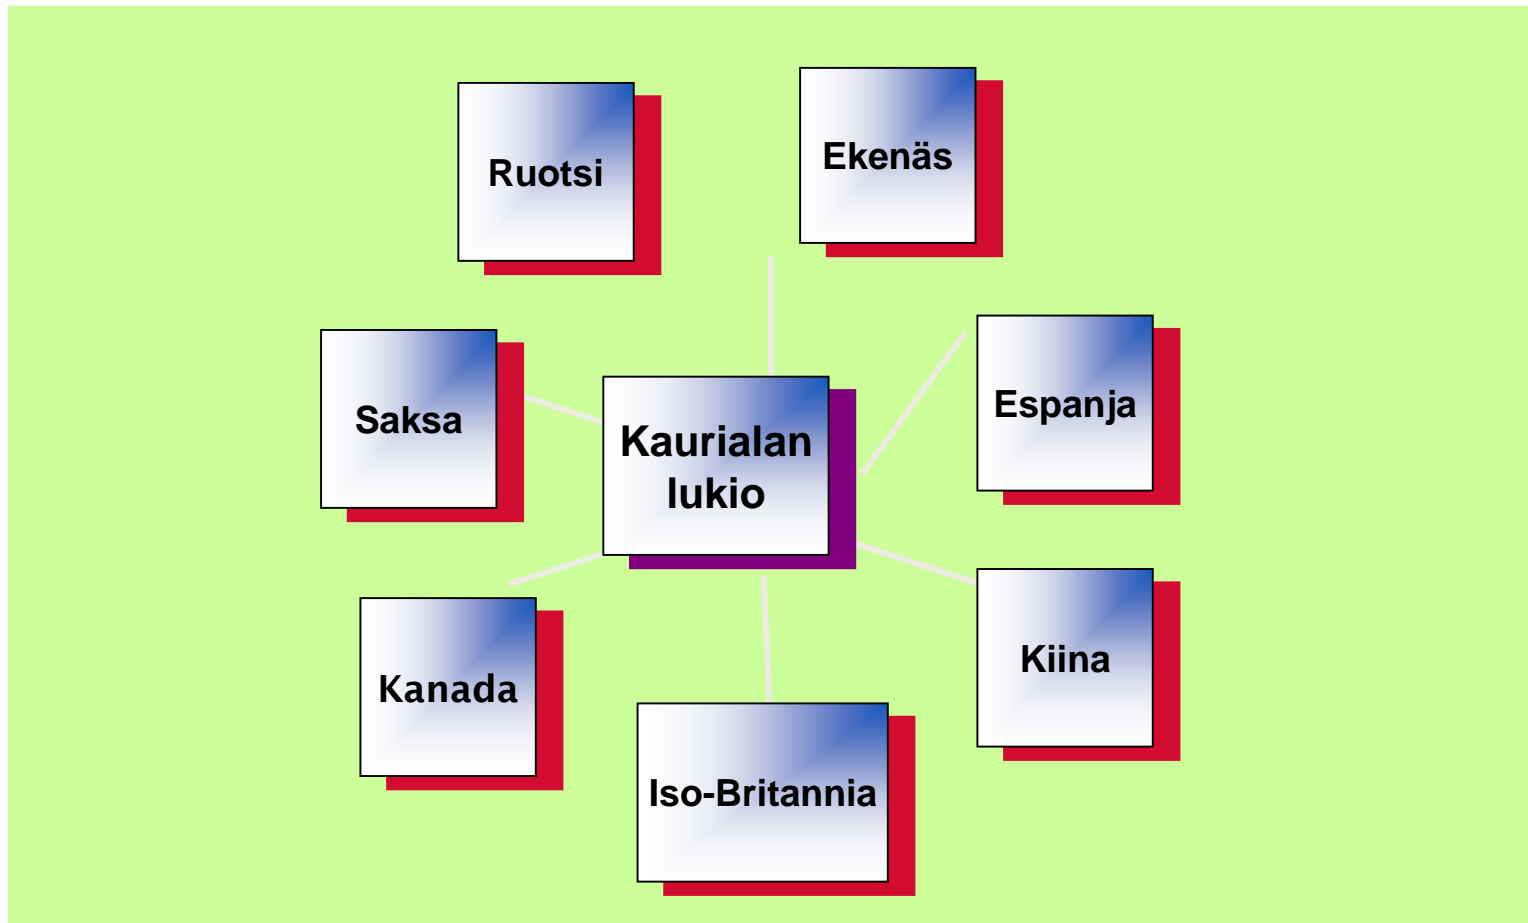 Ruotsi
Ekenäs
Saksa
Espanja
Kaurialan
lukio
Kanada
Kiina
Iso-Britannia